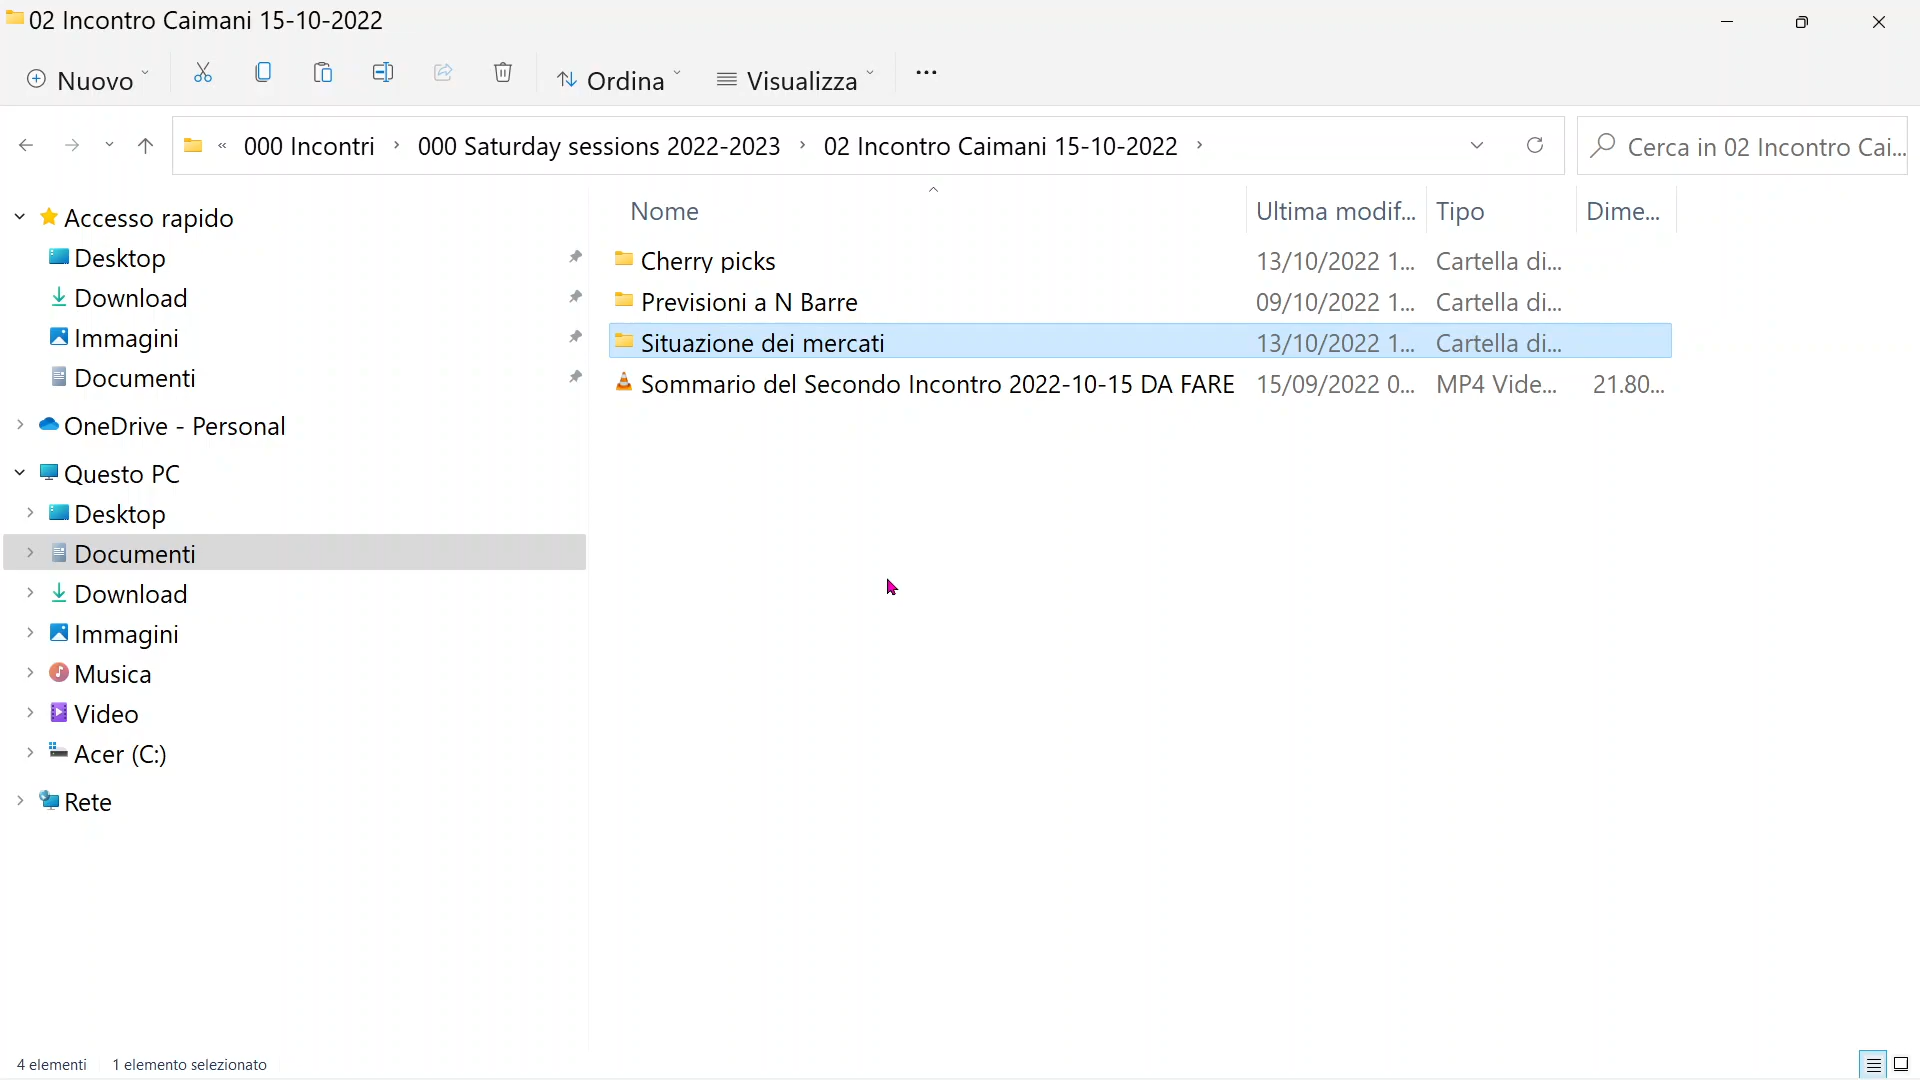 02 Incontro Caimani 15-10-2022
Nuovo
Ordina
Visualizza
« 000 Incontri › 000 Saturday sessions 2022-2023 › 02 Incontro Caimani 15-10-2022 ›
Cerca in 02 Incontro Cai...
Accesso rapido
Desktop
Download
Immagini
Documenti
OneDrive - Personal
Questo PC
Desktop
Documenti
Download
Immagini
Musica
Video
Acer (C:)
Rete
Nome Ultima modif... Tipo Dime...
Cherry picks 13/10/2022 1... Cartella di...
Previsioni a N Barre 09/10/2022 1... Cartella di...
Situazione dei mercati 13/10/2022 1... Cartella di...
Sommario del Secondo Incontro 2022-10-15 DA FARE 15/09/2022 0... MP4 Vide... 21.80...
4 elementi 1 elemento selezionato